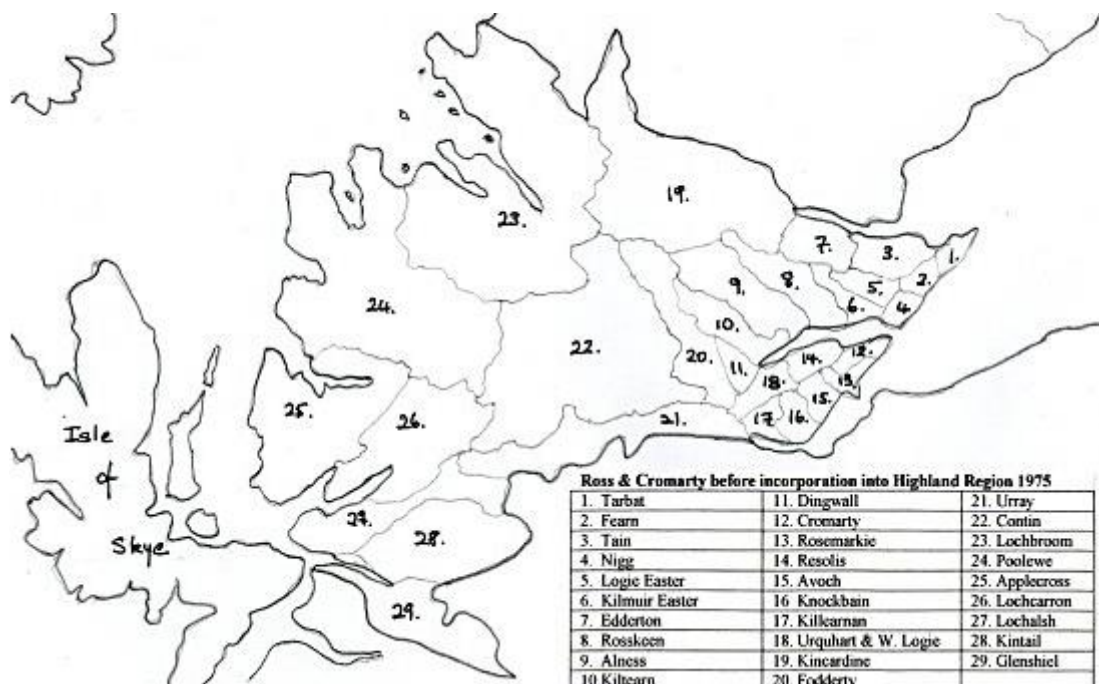 19.
23.
7.
3.
1.
2.
5.
9.
8.
6.
4.
24.
10.
22.
20.
11.
14.
12.
18.
13.
25.
26.
15.
Isle
21.
17
16.
of
27.
Skye
28.
29.
Ross & Cromarty before incorporation into Highland Region 1975
1. Tarbat 11. Dingwall 21. Urray
2. Fearn 12. Cromarty 22. Contin
3. Tain 13. Rosemarkie 23. Lochbroom
4. Nigg 14. Resolis 24. Poolewe
5. Logie Easter 15. Avoch 25. Applecross
6. Kilmuir Easter 16 Knockbain 26. Lochcarron
7. Edderton 17. Killearnan 27. Lochalsh
8. Rosskeen 18. Urquhart & W. Logie 28. Kintail
9. Alness 19. Kincardine 29. Glenshiel
10 Kiltearn 20. Fodderty